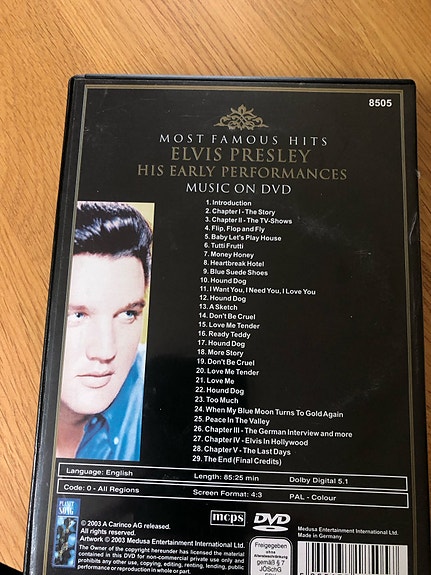 8505
MOST FAMOUS HITS
ELVIS PRESLEY
HIS EARLY PERFORMANCES
MUSIC ON DVD
1. Introduction
2. Chapter I - The Story
3. Chapter II - The TV-Shows
4. Flip, Flop and Fly
5. Baby Let's Play House
6. Tutti Frutti
7. Money Honey
8. Heartbreak Hotel
9. Blue Suede Shoes
10. Hound Dog
11. I Want You, I Need You, I Love You
12. Hound Dog
13. A Sketch
14. Don't Be Cruel
15. Love Me Tender
16. Ready Teddy
17. Hound Dog
18. More Story
19. Don't Be Cruel
20. Love Me Tender
21. Love Me
22. Hound Dog
23. Too Much
24. When My Blue Moon Turns To Gold Again
25. Peace In The Valley
26. Chapter III - The German Interview and more
27. Chapter IV - Elvis In Hollywood
28. Chapter V - The Last Days
29. The End (Final Credits)
Language: English Length: 85:25 min Dolby Digital 5.1
Code: 0 - All Regions Screen Format: 4:3 PAL - Colour
PLANET SONG
© 2003 A Carinco AG released.
All rights reserved.
Artwork © 2003 Medusa Entertainment International Ltd.
The Owner of the copyright hereunder has licensed the material
contained in this DVD for non-commercial private use only and
prohibits any other use, copying, editing, renting, lending, public
performance or reproduction in whole or part.
mcps
DVD
VIDEO
Medusa Entertainment International Ltd.
Made in Germany
Freigegeben
ohne
Altersbeschränkung
gemäß § 7
JÖSchG